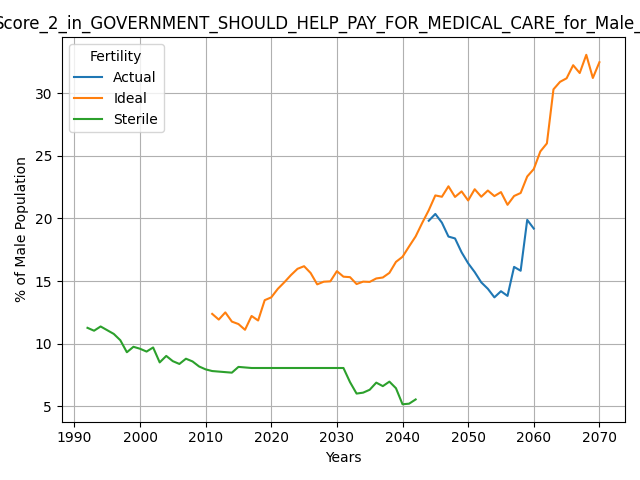 Score_2_in_GOVERNMENT_SHOULD_HELP_PAY_FOR_MEDICAL_CARE_for_Male_
Fertility
Actual
Ideal
Sterile
% of Male Population
30
25
20
15
10
5
1990 2000 2010 2020 2030 2040 2050 2060 2070
Years